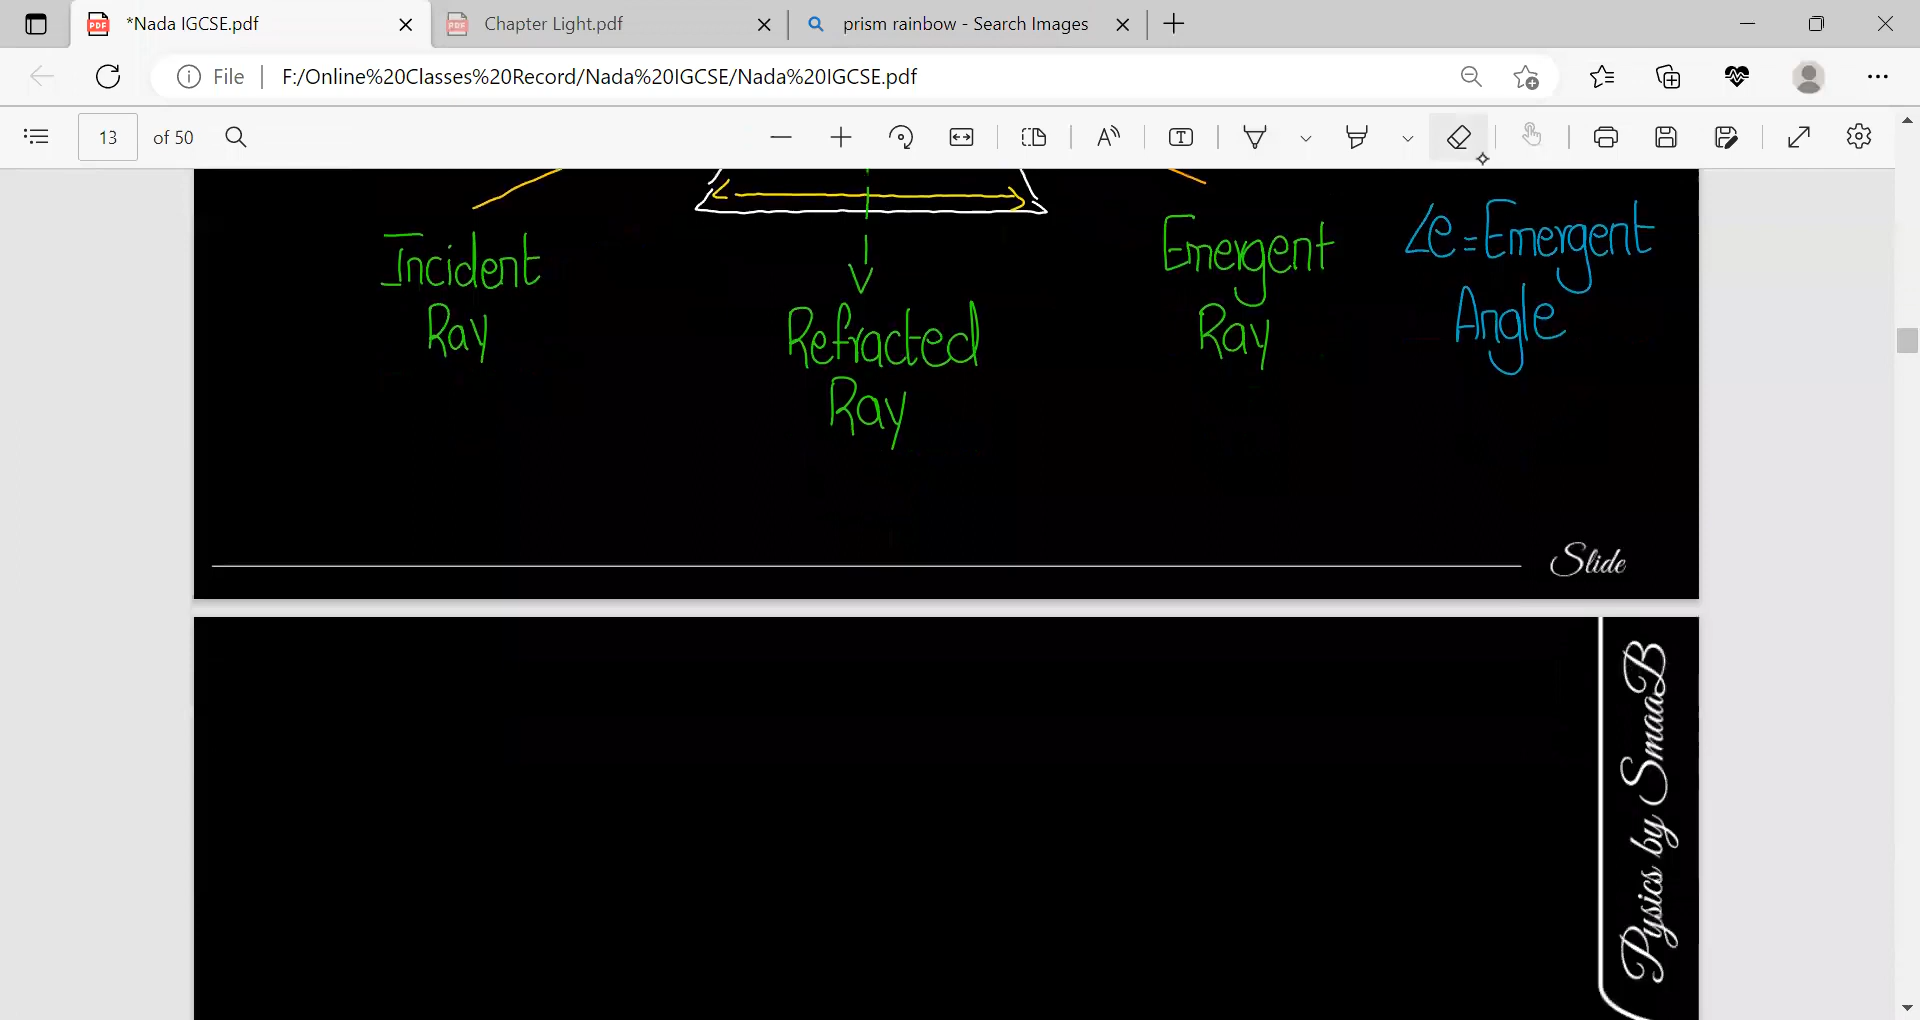 *Nada IGCSE.pdf
Chapter Light.pdf
prism rainbow - Search Images
File
F:/Online%20Classes%20Record/Nada%20IGCSE/Nada%20IGCSE.pdf
13 of 50
Incident
Ray
Refracted
Ray
Emergent
Ray
∠e=Emergent
Angle
Slide
Pysics by SmaaB